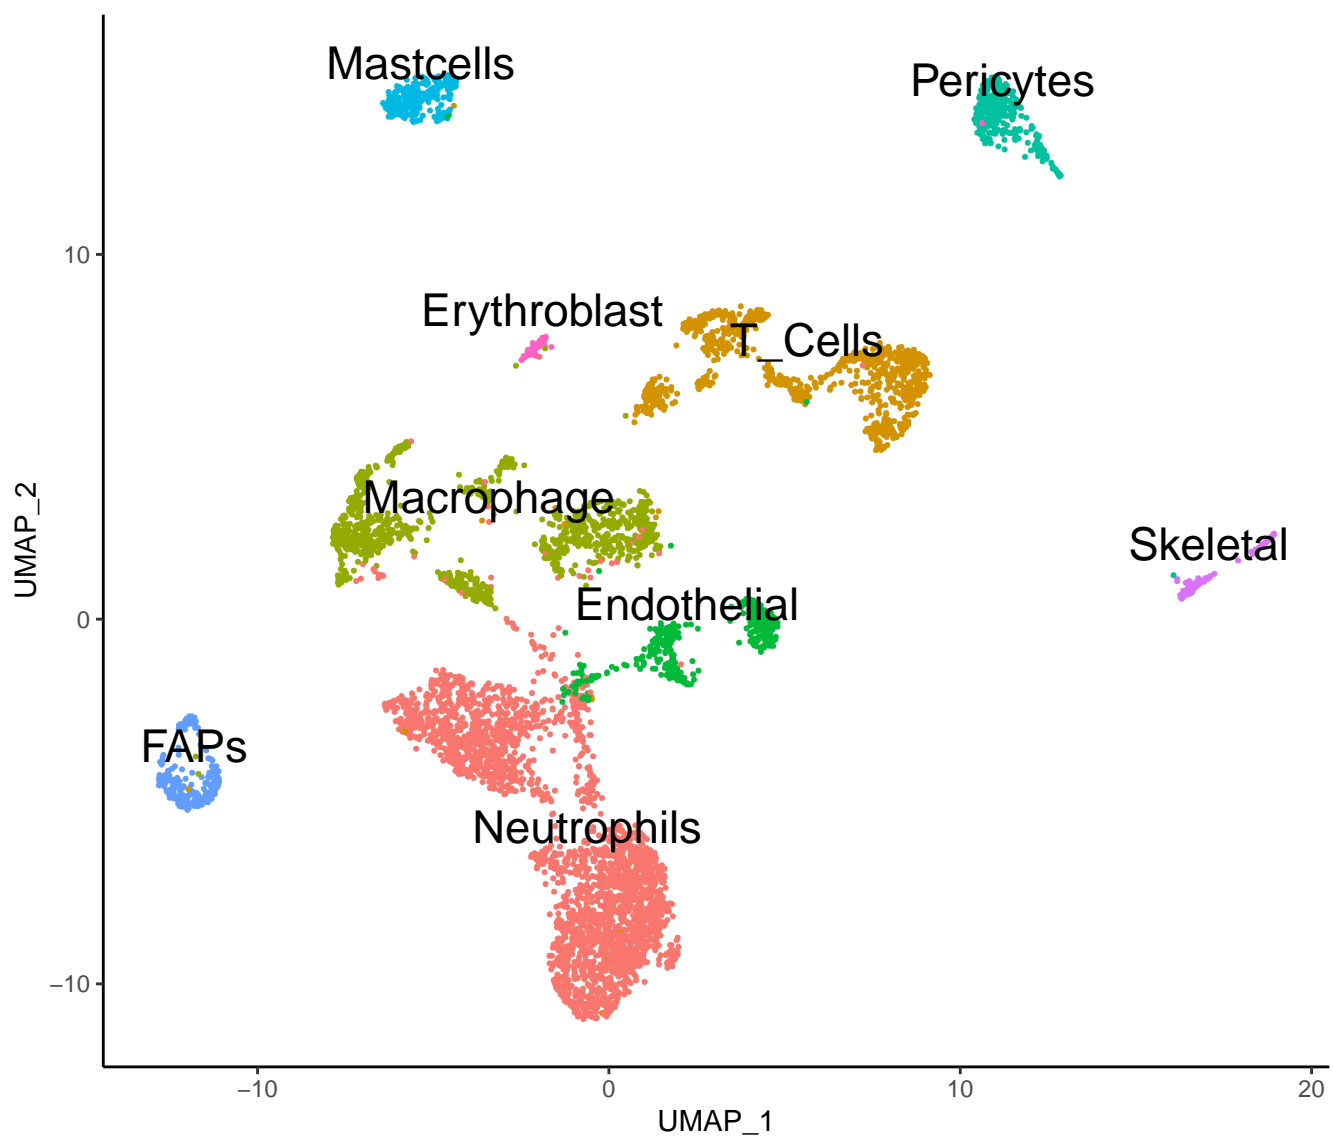 Mastcells
Pericytes
10
Erythroblast
T_Cells
Macrophage
UMAP_2
Skeletal
Endothelial
0
FAPs
Neutrophils
−10
−10
0
10
20
UMAP_1